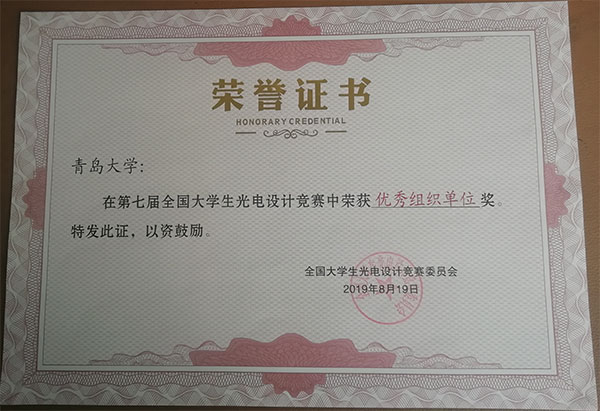 荣誉证书
HONORARY CREDENTIAL
青岛大学：
在第七届全国大学生光电设计竞赛中荣获 优秀组织单位 奖。
特发此证，以资鼓励。
全国大学生光电设计竞赛委员会
2019年8月19日